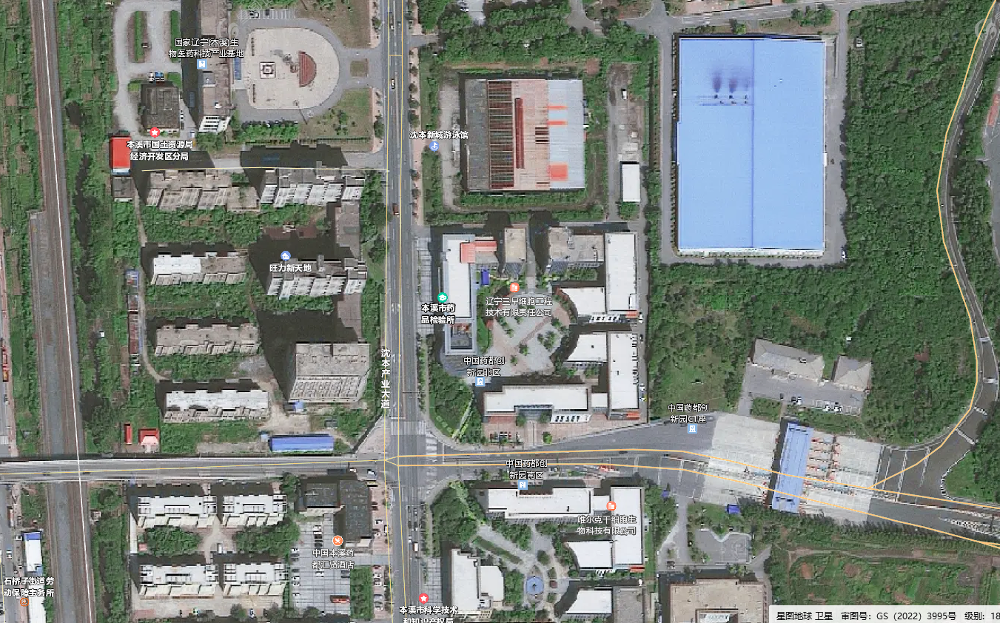 国家辽宁(本溪)生
物医药科技产业基地
本溪市国土资源局
经济开发区分局
沈本新城游泳馆
旺力新天地
辽宁三早细胞工程
技术有限责任公司
本溪市药
品检验所
沈本产业大道
中国药都创
新园北区
中国药都创
新园C1座
中国药都创
新园南区
唯尔克干细胞生
物科技有限公司
中国本溪药
都汇贤酒店
石桥子街道劳
动保障事务所
本溪市科学技术
和知识产权局
星图地球 卫星 审图号：GS（2022）3995号 级别：18